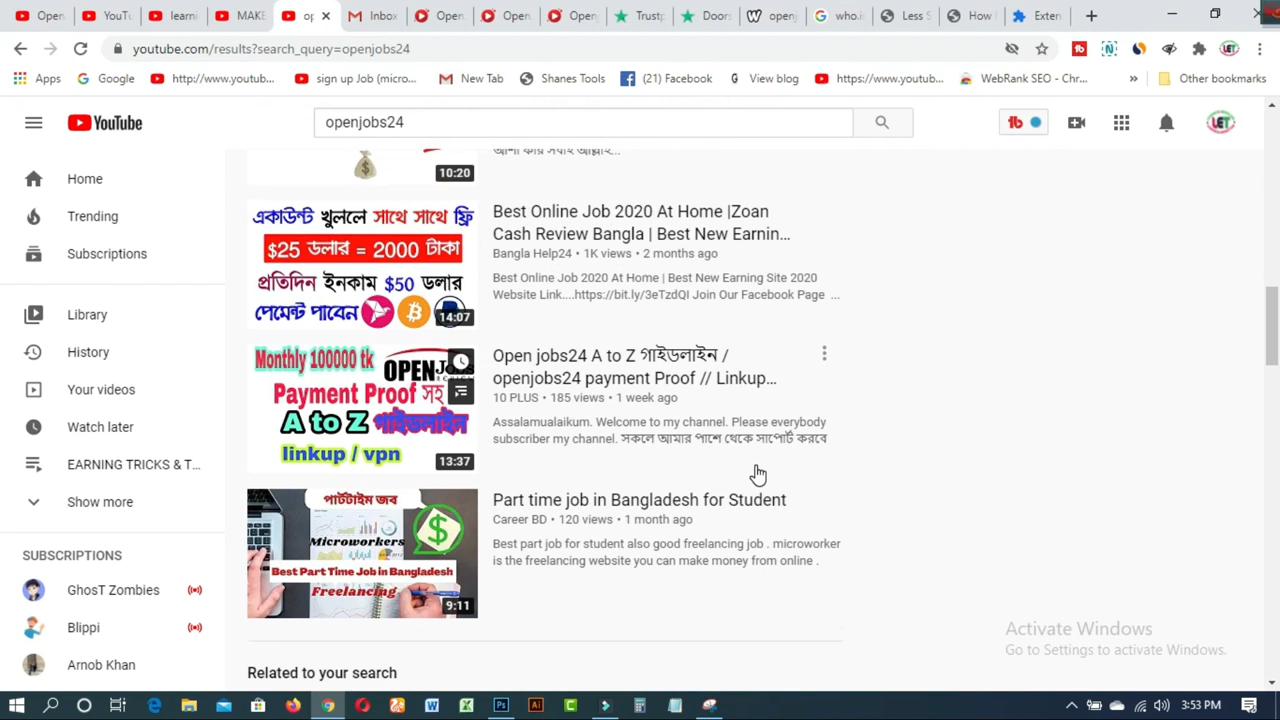 Open
YouTu
learni
MAKE
op
Inbox
Open
Open
Open
Trustp
Doors
openj
who.is
Less S
How t
Exten
youtube.com/results?search_query=openjobs24
Apps
Google
http://www.youtub...
sign up Job (micro...
New Tab
Shanes Tools
(21) Facebook
View blog
https://www.youtub...
WebRank SEO - Chr...
Other bookmarks
YouTube
openjobs24
LET
Home
Trending
Subscriptions
Library
History
Your videos
Watch later
EARNING TRICKS & T...
Show more
SUBSCRIPTIONS
GhosT Zombies
Blippi
Arnob Khan
10:20
একাউন্ট খুললে সাথে সাথে ফ্রি
$25 ডলার = 2000 টাকা
প্রতিদিন ইনকাম $50 ডলার
পেমেন্ট পাবেন
14:07
Best Online Job 2020 At Home |Zoan
Cash Review Bangla | Best New Earnin...
Bangla Help24 • 1K views • 2 months ago
Best Online Job 2020 At Home | Best New Earning Site 2020
Website Link....https://bit.ly/3eTzdQI Join Our Facebook Page ...
Monthly 100000 tk
OPENJobs
Payment Proof সহ
A to Z গাইডলাইন
linkup / vpn
13:37
Open jobs24 A to Z গাইডলাইন /
openjobs24 payment Proof // Linkup...
10 PLUS • 185 views • 1 week ago
Assalamualaikum. Welcome to my channel. Please everybody
subscriber my channel. সকলে আমার পাশে থেকে সাপোর্ট করবে
পার্টটাইম জব
Microworkers
Best Part Time Job in Bangladesh
Freelancing
9:11
Part time job in Bangladesh for Student
Career BD • 120 views • 1 month ago
Best part job for student also good freelancing job . microworker
is the freelancing website you can make money from online .
Related to your search
Activate Windows
Go to Settings to activate Windows.
3:53 PM